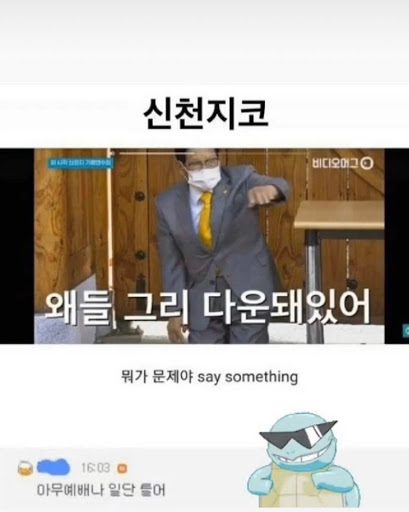 신천지코
비디오머그
왜들 그리 다운돼있어
뭐가 문제야 say something
16:03
아무예배나 일단 틀어